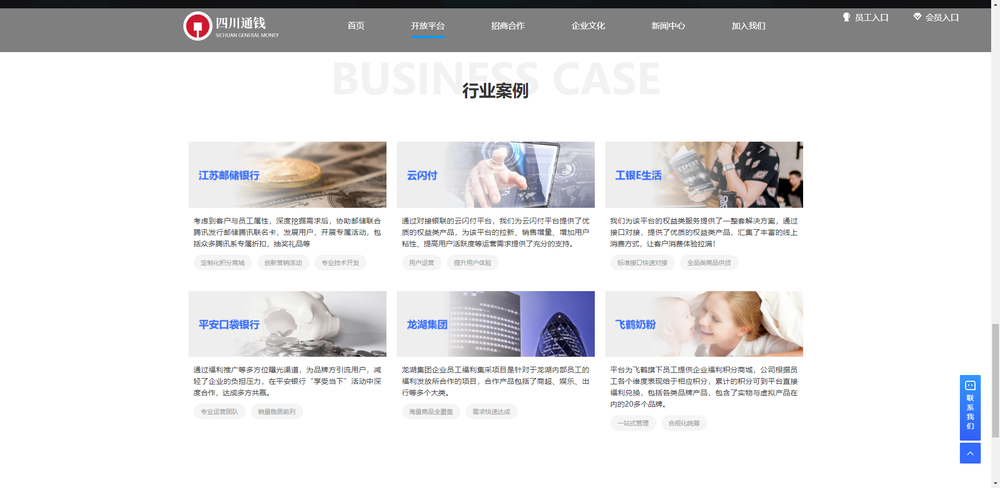 四川通钱
SICHUAN GENERAL MONEY
首页
开放平台
招商合作
企业文化
新闻中心
加入我们
员工入口
会员入口
BUSINESS CASE
行业案例
江苏邮储银行
考虑到客户与员工属性，深度挖掘需求后，协助邮储联合
腾讯发行邮储腾讯联名卡，发展用户，开展专属活动，包
括众多腾讯系专属折扣，抽奖礼品等
定制化积分商城
创新营销活动
专业技术开发
云闪付
通过对接银联的云闪付平台，我们为云闪付平台提供了优
质的权益类产品，为该平台的拉新、销售增量、增加用户
粘性、提高用户活跃度等运营需求提供了充分的支持。
用户运营
提升用户体验
工银E生活
EXPERT
我们为该平台的权益类服务提供了一整套解决方案，通过
接口对接，提供了优质的权益类产品，汇集了丰富的线上
消费方式，让客户消费体验拉满！
标准接口快速对接
全品类商品供货
平安口袋银行
通过福利推广等多方位曝光渠道，为品牌方引流用户，减
轻了企业的负担压力，在平安银行“享受当下”活动中深
度合作，达成多方共赢。
专业运营团队
销量稳居前列
龙湖集团
龙湖集团企业员工福利集采项目是针对于龙湖内部员工的
福利发放所合作的项目，合作产品包括了商超、娱乐、出
行等多个大类。
海量商品全覆盖
需求快速达成
飞鹤奶粉
平台为飞鹤旗下员工提供企业福利积分商城，公司根据员
工各个维度表现给于相应积分，累计的积分可到平台直接
福利兑换，包括各类品牌产品，包含了实物与虚拟产品在
内的20多个品牌。
一站式管理
合规化统筹
联系我们